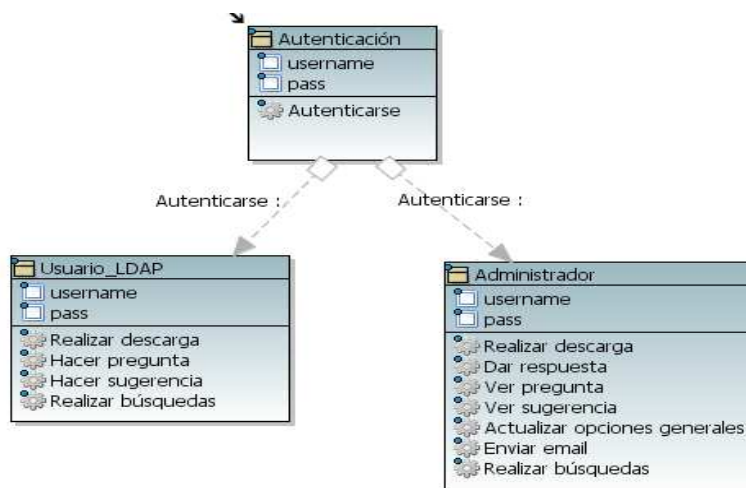 Autenticación
username
pass
Autenticarse
Autenticarse :
Autenticarse :
Usuario_LDAP
username
pass
Realizar descarga
Hacer pregunta
Hacer sugerencia
Realizar búsquedas
Administrador
username
pass
Realizar descarga
Dar respuesta
Ver pregunta
Ver sugerencia
Actualizar opciones generales
Enviar email
Realizar búsquedas